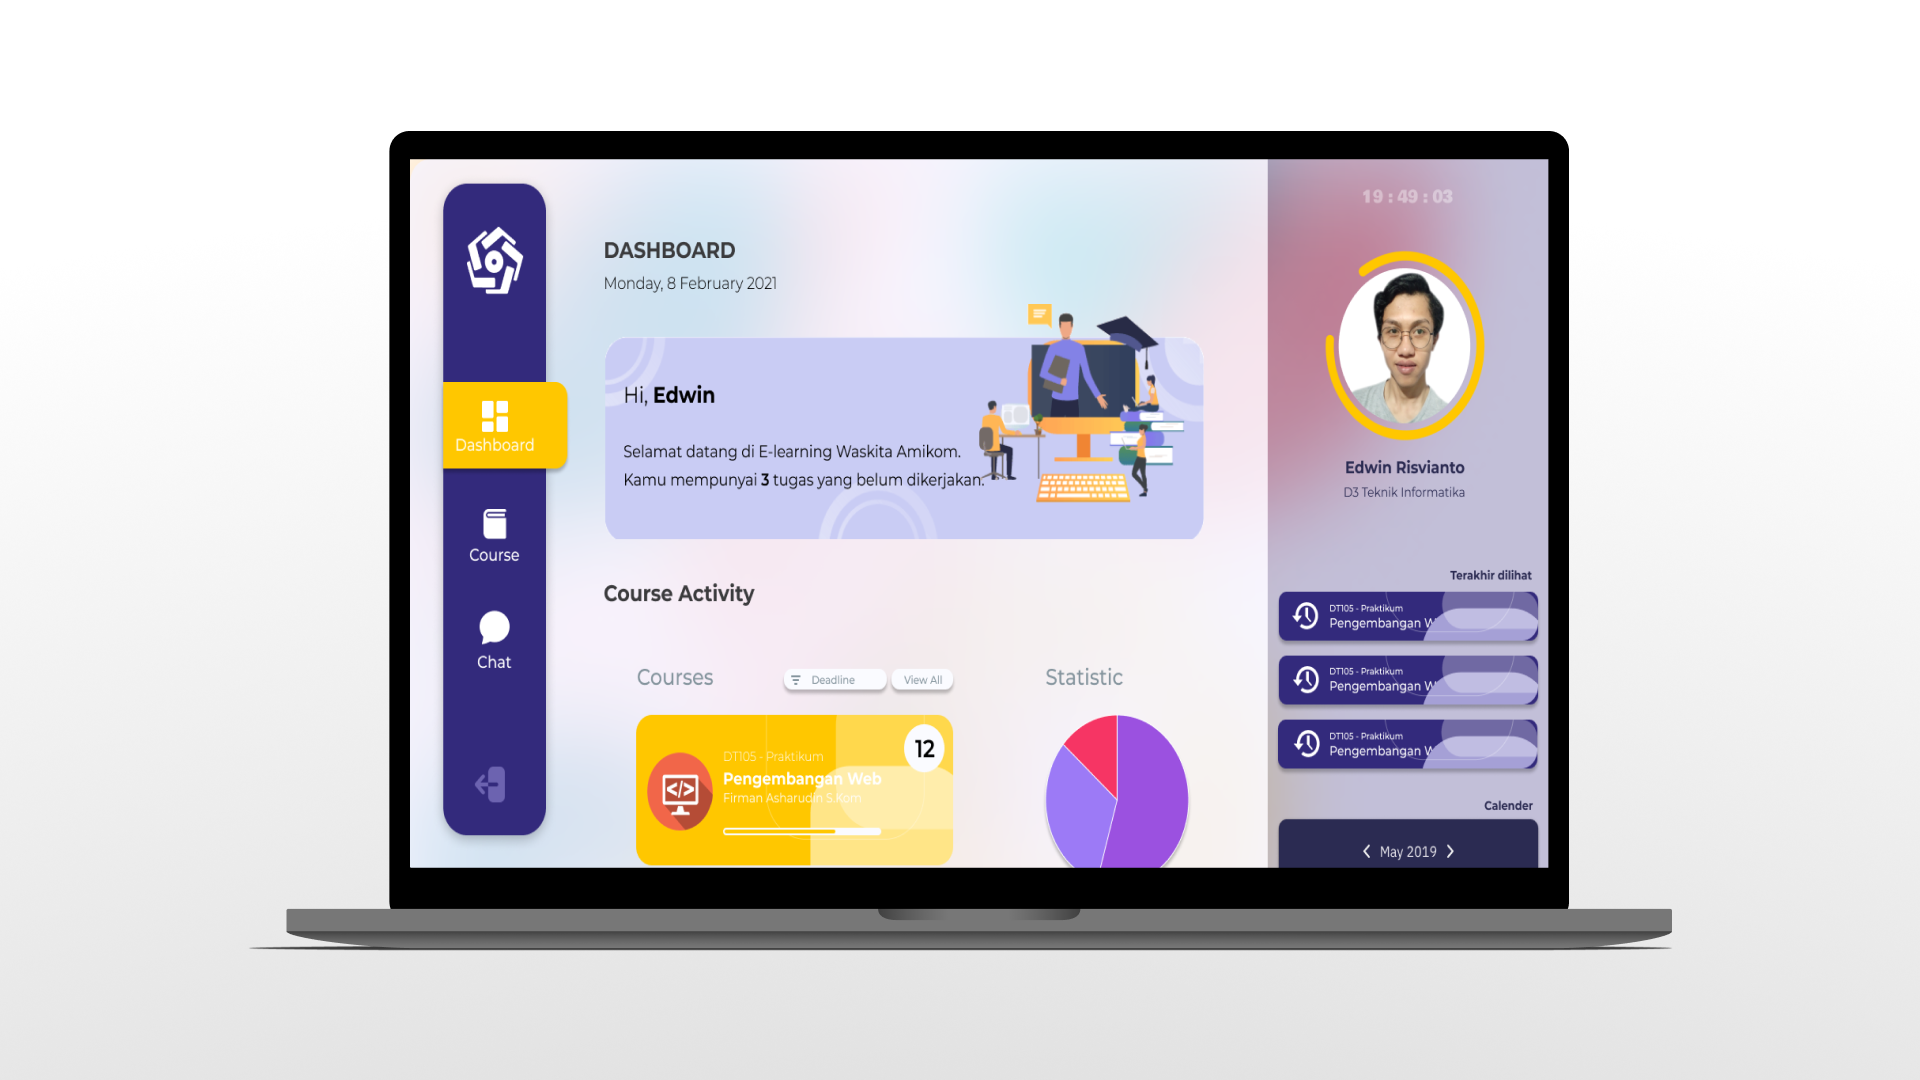 19 : 49 : 03
DASHBOARD
Monday, 8 February 2021
Hi, Edwin
Selamat datang di E-learning Waskita Amikom.
Kamu mempunyai 3 tugas yang belum dikerjakan.
Dashboard
Course
Chat
Course Activity
Courses
Deadline
View All
DT105 - Praktikum
Pengembangan Web
Firman Asharudin S.Kom
12
Statistic
Edwin Risvianto
D3 Teknik Informatika
Terakhir dilihat
DT105 - Praktikum
Pengembangan W
DT105 - Praktikum
Pengembangan W
DT105 - Praktikum
Pengembangan W
Calender
May 2019